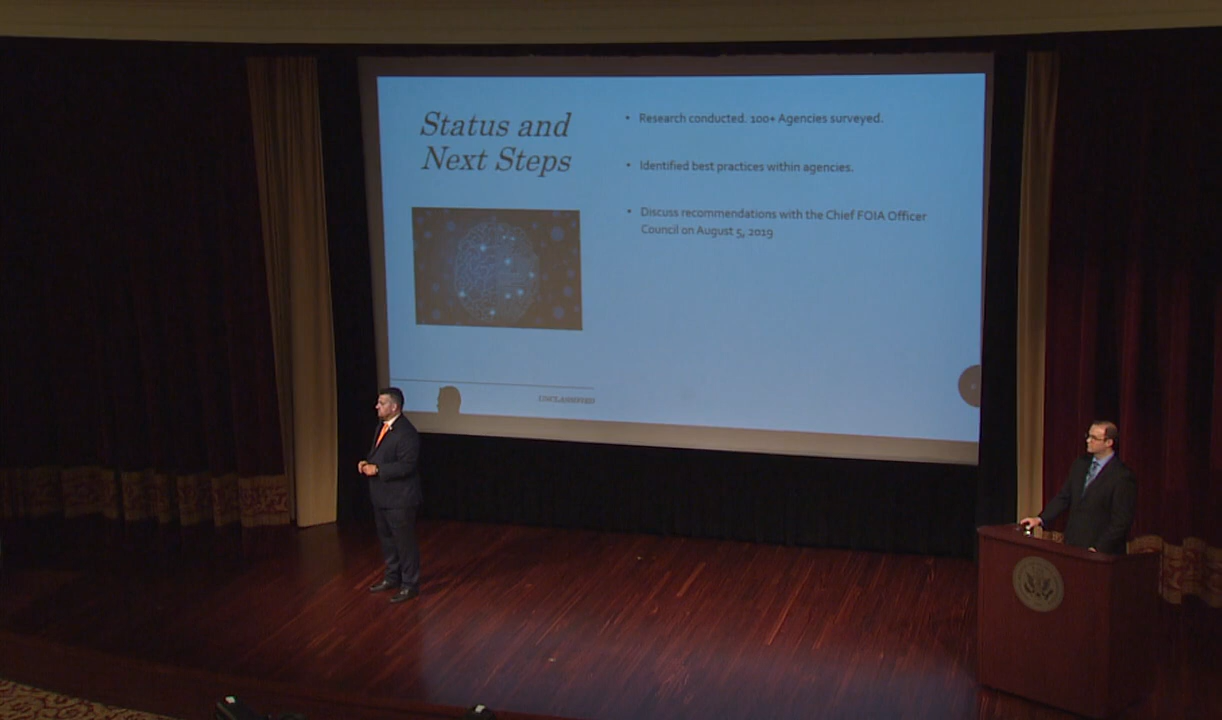 Status and
Next Steps
• Research conducted. 100+ Agencies surveyed.
• Identified best practices within agencies.
• Discuss recommendations with the Chief FOIA Officer
Council on August 5, 2019
UNCLASSIFIED